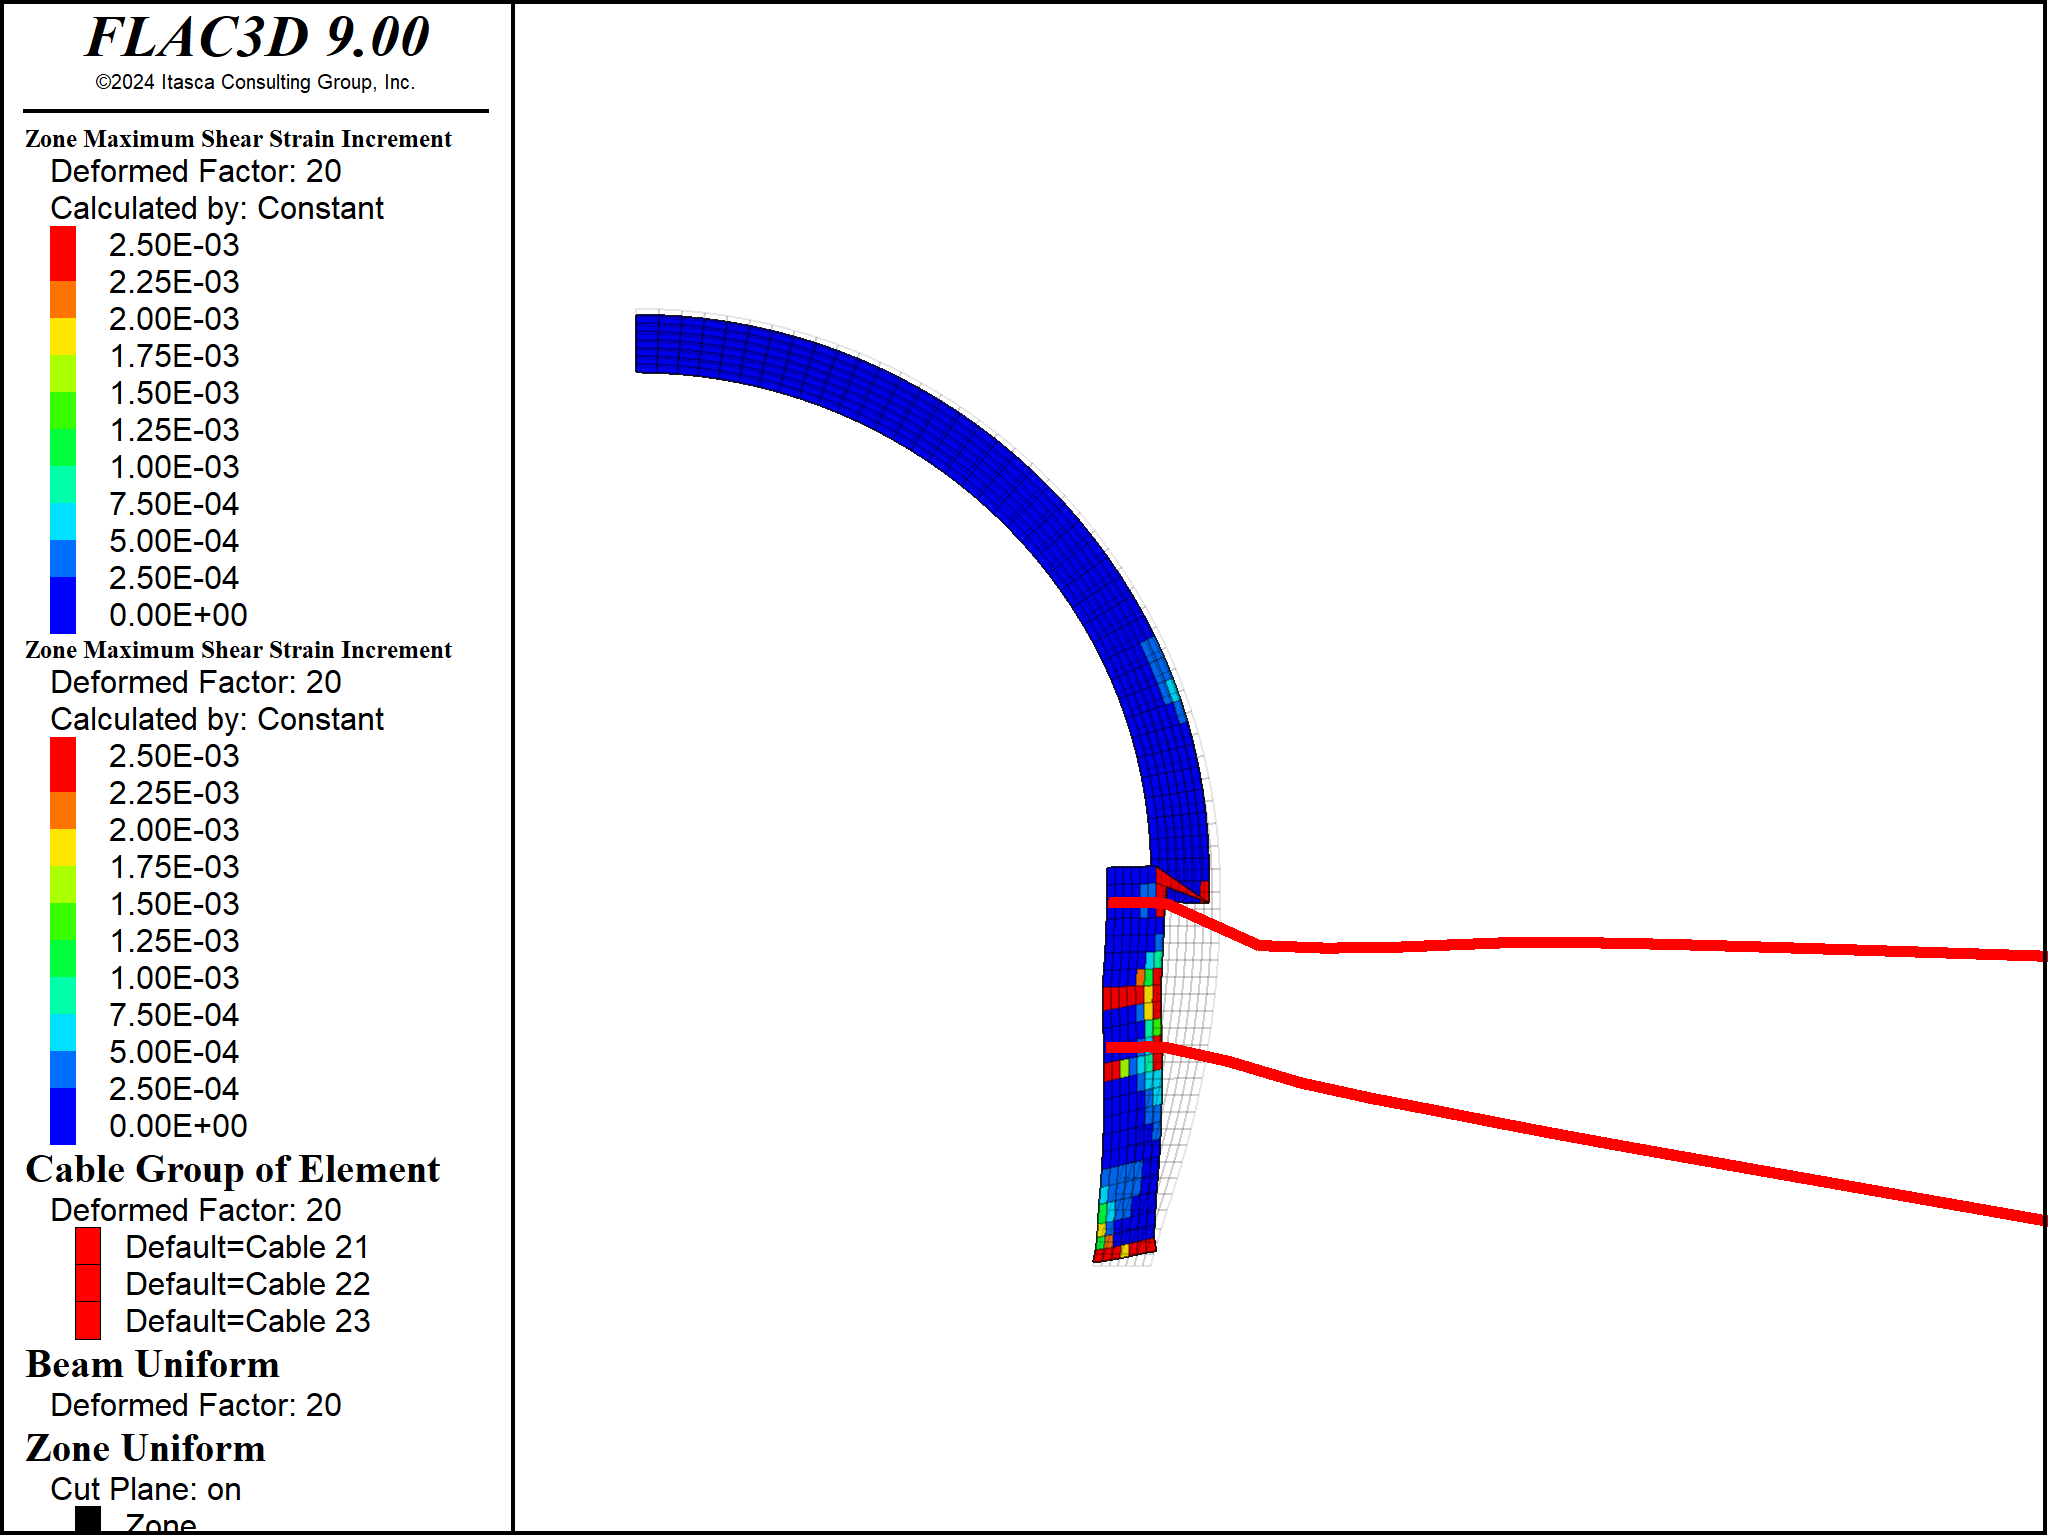 FLAC3D 9.00
©2024 Itasca Consulting Group, Inc.
Zone Maximum Shear Strain Increment
Deformed Factor: 20
Calculated by: Constant
2.50E-03
2.25E-03
2.00E-03
1.75E-03
1.50E-03
1.25E-03
1.00E-03
7.50E-04
5.00E-04
2.50E-04
0.00E+00
Zone Maximum Shear Strain Increment
Deformed Factor: 20
Calculated by: Constant
2.50E-03
2.25E-03
2.00E-03
1.75E-03
1.50E-03
1.25E-03
1.00E-03
7.50E-04
5.00E-04
2.50E-04
0.00E+00
Cable Group of Element
Deformed Factor: 20
Default=Cable 21
Default=Cable 22
Default=Cable 23
Beam Uniform
Deformed Factor: 20
Zone Uniform
Cut Plane: on
Zone